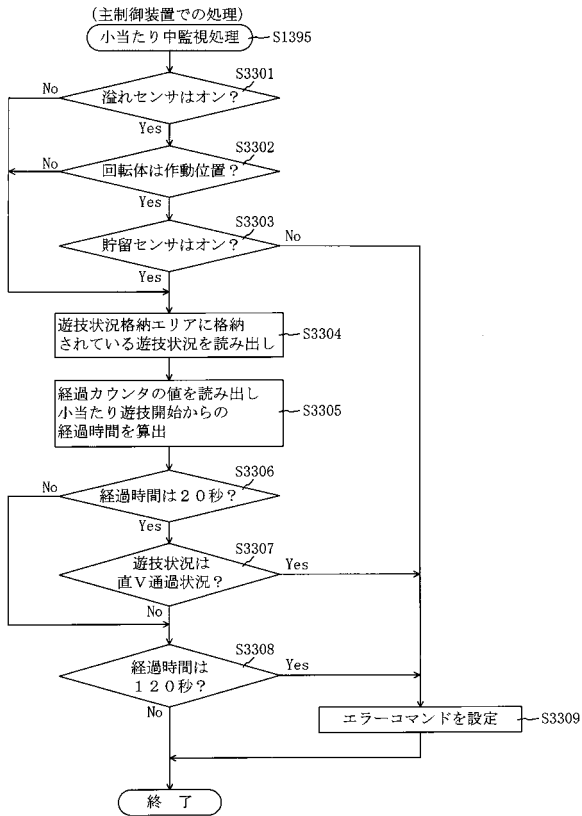 (主制御装置での処理)
小当たり中監視処理
S1395
S3301
No
溢れセンサはオン？
Yes
S3302
No
回転体は作動位置？
Yes
S3303
貯留センサはオン？
No
Yes
遊技状況格納エリアに格納
されている遊技状況を読み出し
S3304
経過カウンタの値を読み出し
小当たり遊技開始からの
経過時間を算出
S3305
S3306
No
経過時間は２０秒？
Yes
S3307
遊技状況は
直Ｖ通過状況？
Yes
No
S3308
経過時間は
１２０秒？
Yes
No
エラーコマンドを設定
S3309
終 了